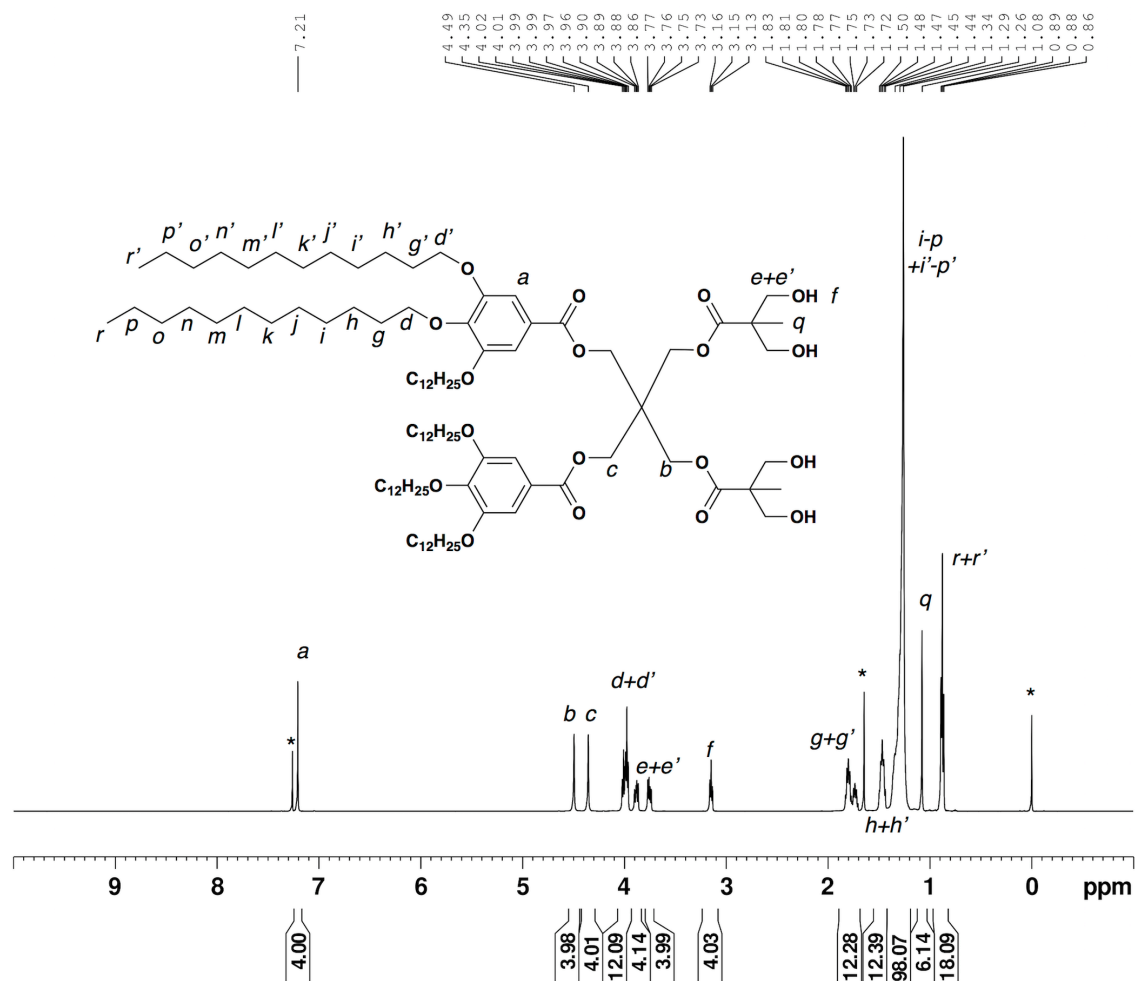 7.21
4.49
4.35
4.02
4.01
3.99
3.99
3.97
3.96
3.90
3.89
3.88
3.86
3.77
3.76
3.75
3.73
3.16
3.15
3.13
1.83
1.81
1.80
1.78
1.77
1.75
1.73
1.72
1.50
1.48
1.47
1.45
1.44
1.34
1.29
1.26
1.08
0.89
0.88
0.86
r' p' o' n' m' l' k' j' i' h' g' d'
O
a
O
O
O
O
e+e'
OH f
q
OH
i-p
+i'-p'
r p o n m l k j i h g d
O
C12H25O
C12H25O
C12H25O
C12H25O
O
O
c
b
O
O
OH
OH
r+r'
q
a
*
b
c
d+d'
e+e'
f
g+g'
*
h+h'
*
9 8 7 6 5 4 3 2 1 0 ppm
4.00
3.98
4.01
12.09
4.14
3.99
4.03
12.28
12.39
98.07
6.14
18.09